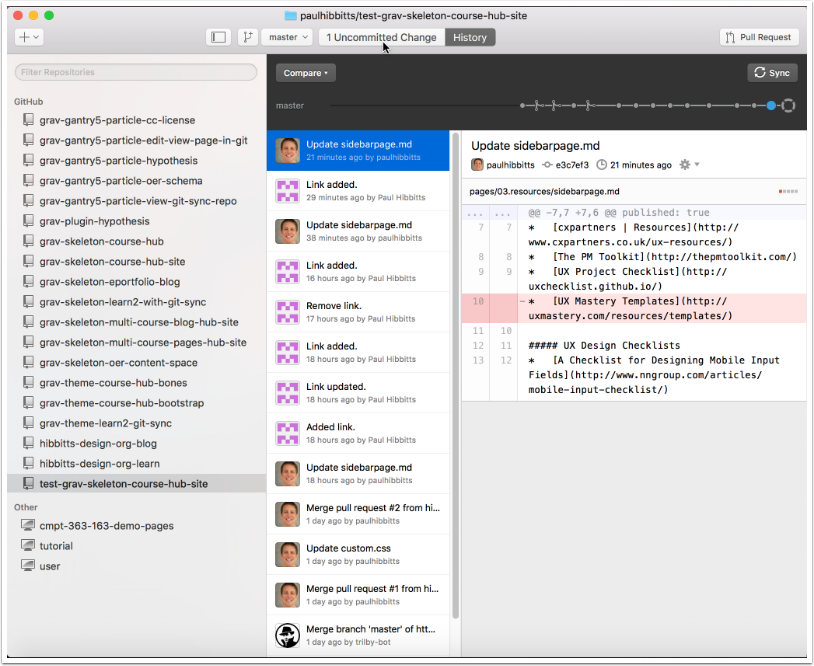 paulhibbitts/test-grav-skeleton-course-hub-site
master
1 Uncommitted Change
History
Pull Request
Filter Repositories
GitHub
grav-gantry5-particle-cc-license
grav-gantry5-particle-edit-view-page-in-git
grav-gantry5-particle-hypothesis
grav-gantry5-particle-oer-schema
grav-gantry5-particle-view-git-sync-repo
grav-plugin-hypothesis
grav-skeleton-course-hub
grav-skeleton-course-hub-site
grav-skeleton-eportfolio-blog
grav-skeleton-learn2-with-git-sync
grav-skeleton-multi-course-blog-hub-site
grav-skeleton-multi-course-pages-hub-site
grav-skeleton-oer-content-space
grav-theme-course-hub-bones
grav-theme-course-hub-bootstrap
grav-theme-learn2-git-sync
hibbitts-design-org-blog
hibbitts-design-org-learn
test-grav-skeleton-course-hub-site
Other
cmpt-363-163-demo-pages
tutorial
user
Compare
Sync
master
Update sidebarpage.md
21 minutes ago by paulhibbitts
Link added.
29 minutes ago by Paul Hibbitts
Update sidebarpage.md
38 minutes ago by paulhibbitts
Link added.
16 hours ago by Paul Hibbitts
Remove link.
17 hours ago by Paul Hibbitts
Link added.
18 hours ago by Paul Hibbitts
Link updated.
18 hours ago by Paul Hibbitts
Added link.
18 hours ago by Paul Hibbitts
Update sidebarpage.md
18 hours ago by paulhibbitts
Merge pull request #2 from hi...
1 day ago by paulhibbitts
Update custom.css
1 day ago by paulhibbitts
Merge pull request #1 from hi...
1 day ago by paulhibbitts
Merge branch 'master' of htt...
1 day ago by trilby-bot
Update sidebarpage.md
paulhibbitts e3c7ef3 21 minutes ago
pages/03.resources/sidebarpage.md
... ... @@ -7,7 +7,6 @@ published: true
7 7 * [cxpartners | Resources](http://
www.cxpartners.co.uk/ux-resources/)
8 8 * [The PM Toolkit](http://thepmtoolkit.com/)
9 9 * [UX Project Checklist](http://
uxchecklist.github.io/)
10 -* [UX Mastery Templates](http://
uxmastery.com/resources/templates/)
11 10
12 11 ##### UX Design Checklists
13 12 * [A Checklist for Designing Mobile Input
Fields](http://www.nngroup.com/articles/
mobile-input-checklist/)